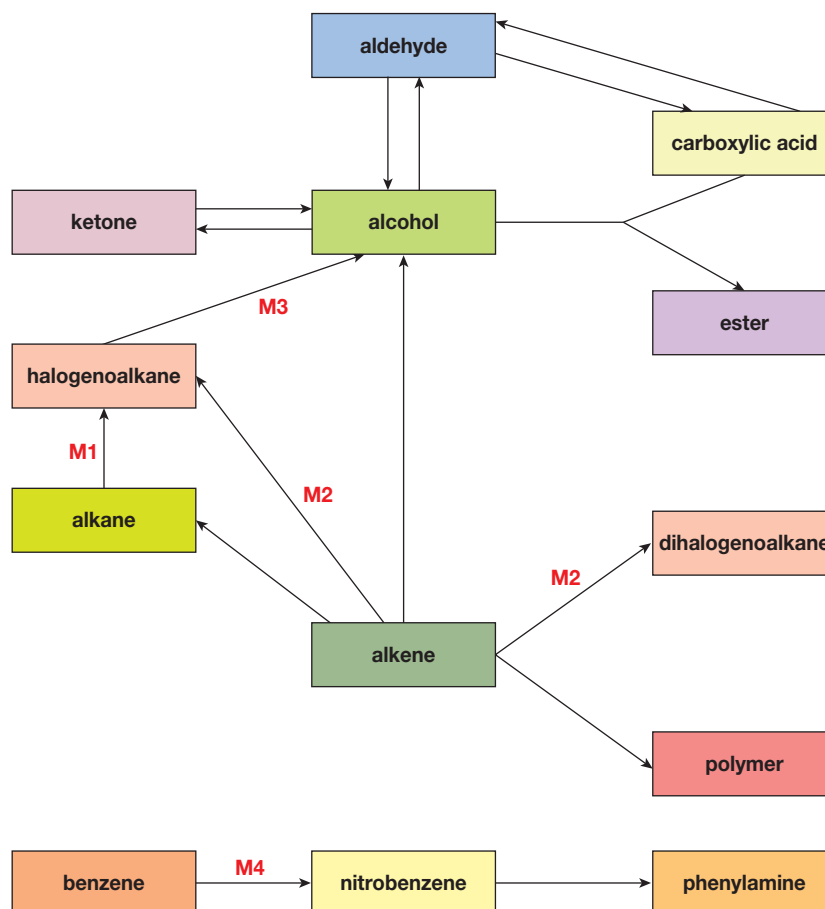 aldehyde
carboxylic acid
ketone
alcohol
M3
ester
halogenoalkane
M1
M2
alkane
dihalogenoalkane
M2
alkene
polymer
benzene
M4
nitrobenzene
phenylamine